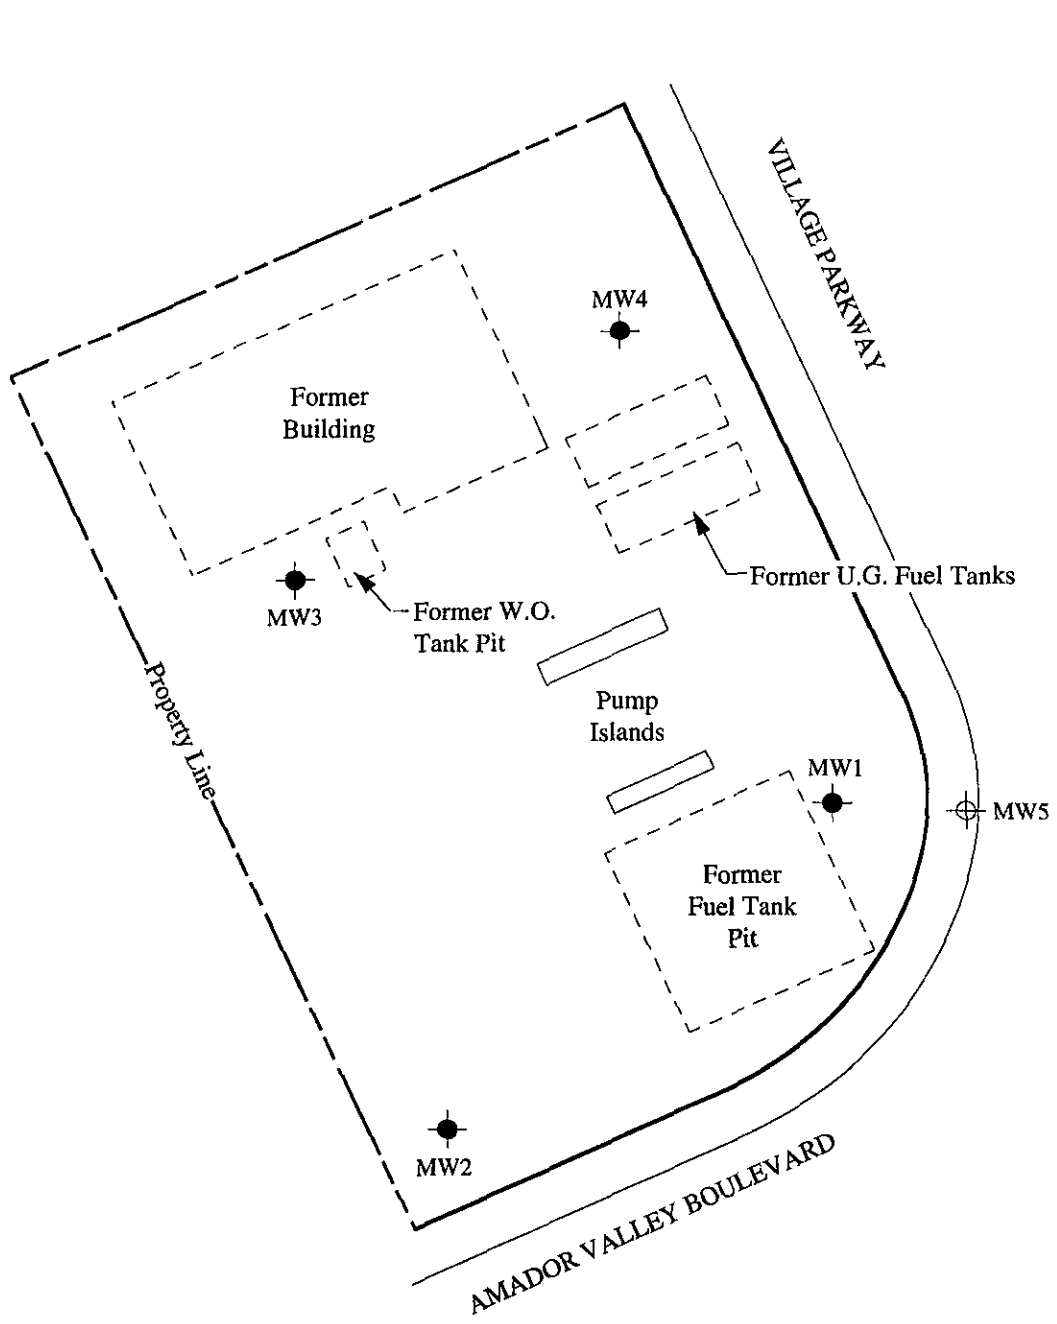 VILLAGE PARKWAY
MW4
Former
Building
Former U.G. Fuel Tanks
MW3
Former W.O.
Tank Pit
Property Line
Pump
Islands
MW1
MW5
Former
Fuel Tank
Pit
MW2
AMADOR VALLEY BOULEVARD